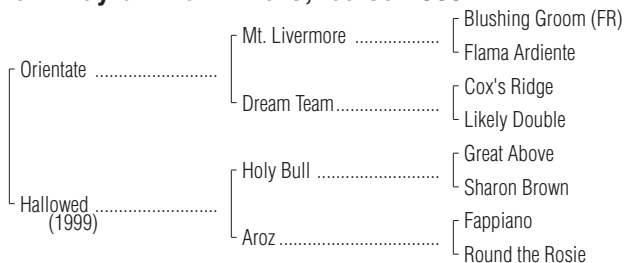 Blushing Groom (FR)
Mt. Livermore
Flama Ardiente
Orientate
Cox's Ridge
Dream Team
Likely Double
Great Above
Holy Bull
Sharon Brown
Hallowed
(1999)
Fappiano
Aroz
Round the Rosie